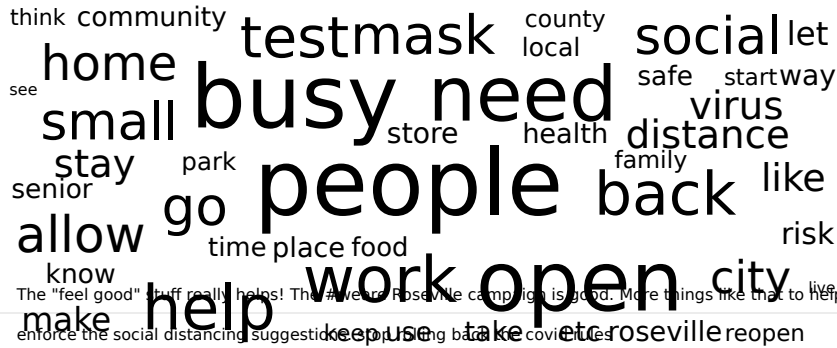 think community testmask county social let
home local
see busy need safe start way
small store health virus distance
stay park people family like
senior go back
allow time place food risk
know work open city live
The "feel good" stuff really helps! The #weare Roseville campaign is good. More things like that to help
make help keep use take etc roseville reopen
enforce the social distancing suggestions. stop rolling back the covid rules